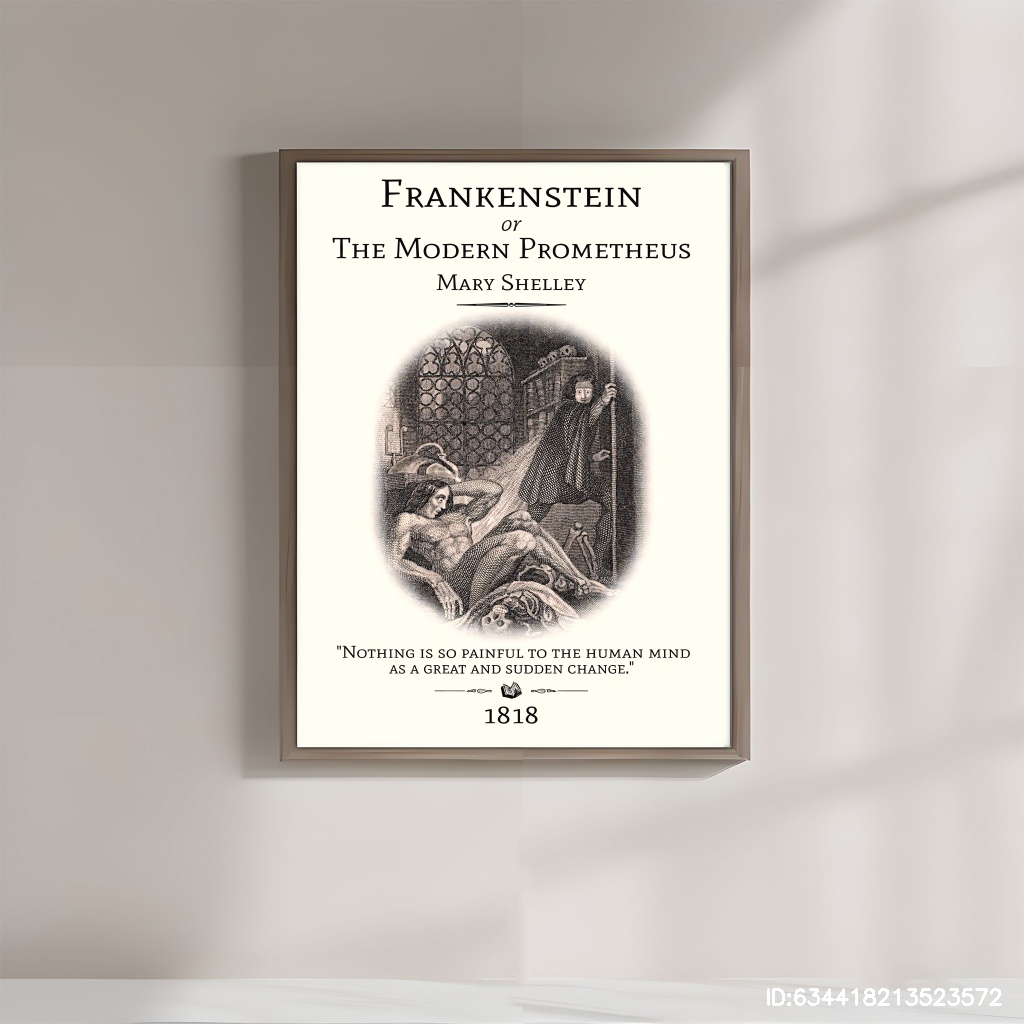 Frankenstein
or
The Modern Prometheus
Mary Shelley
"Nothing is so painful to the human mind
as a great and sudden change."
1818
ID:634418213523572